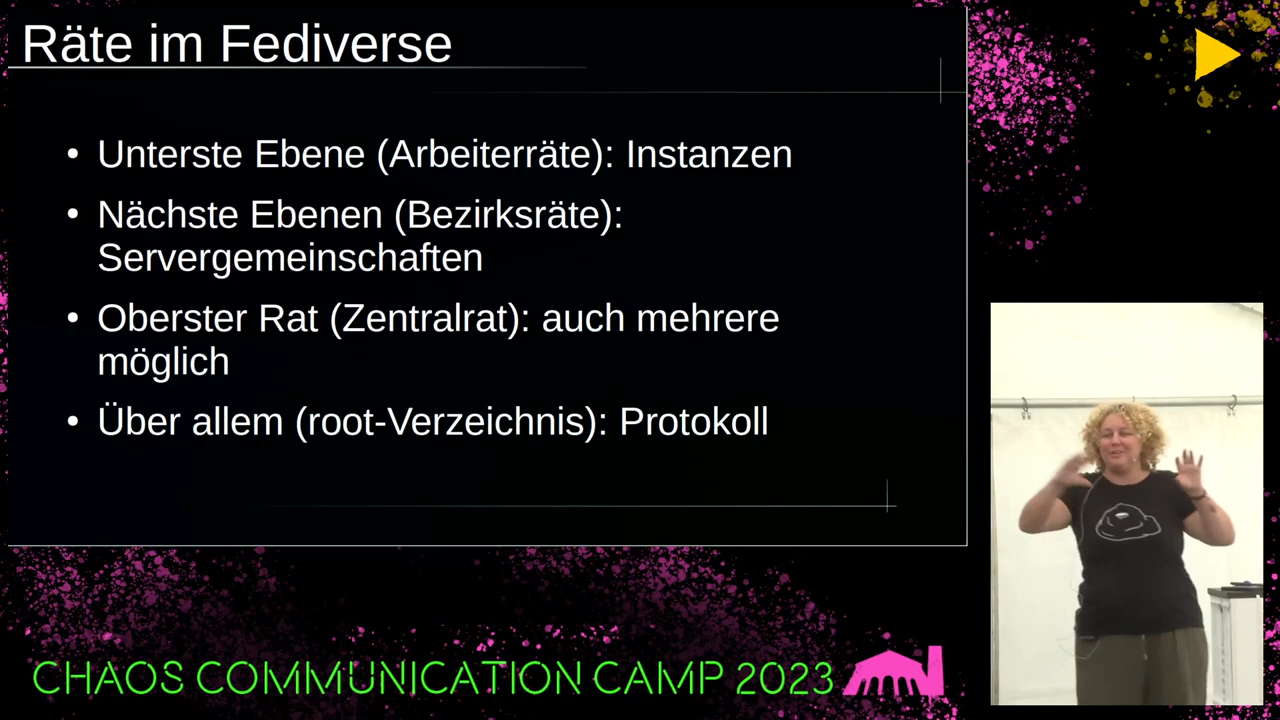 Räte im Fediverse
Unterste Ebene (Arbeiterräte): Instanzen
Nächste Ebenen (Bezirksräte):
Servergemeinschaften
Oberster Rat (Zentralrat): auch mehrere
möglich
Über allem (root-Verzeichnis): Protokoll
CHAOS COMMUNICATION CAMP 2023